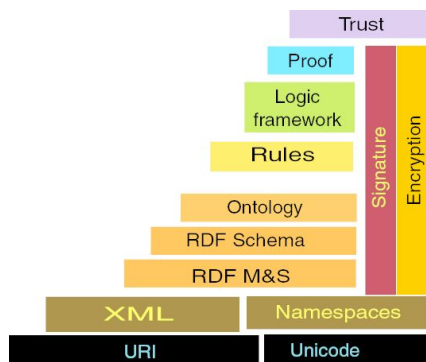 Trust
Proof
Logic
framework
Rules
Ontology
RDF Schema
RDF M&S
Signature
Encryption
XML
Namespaces
URI
Unicode